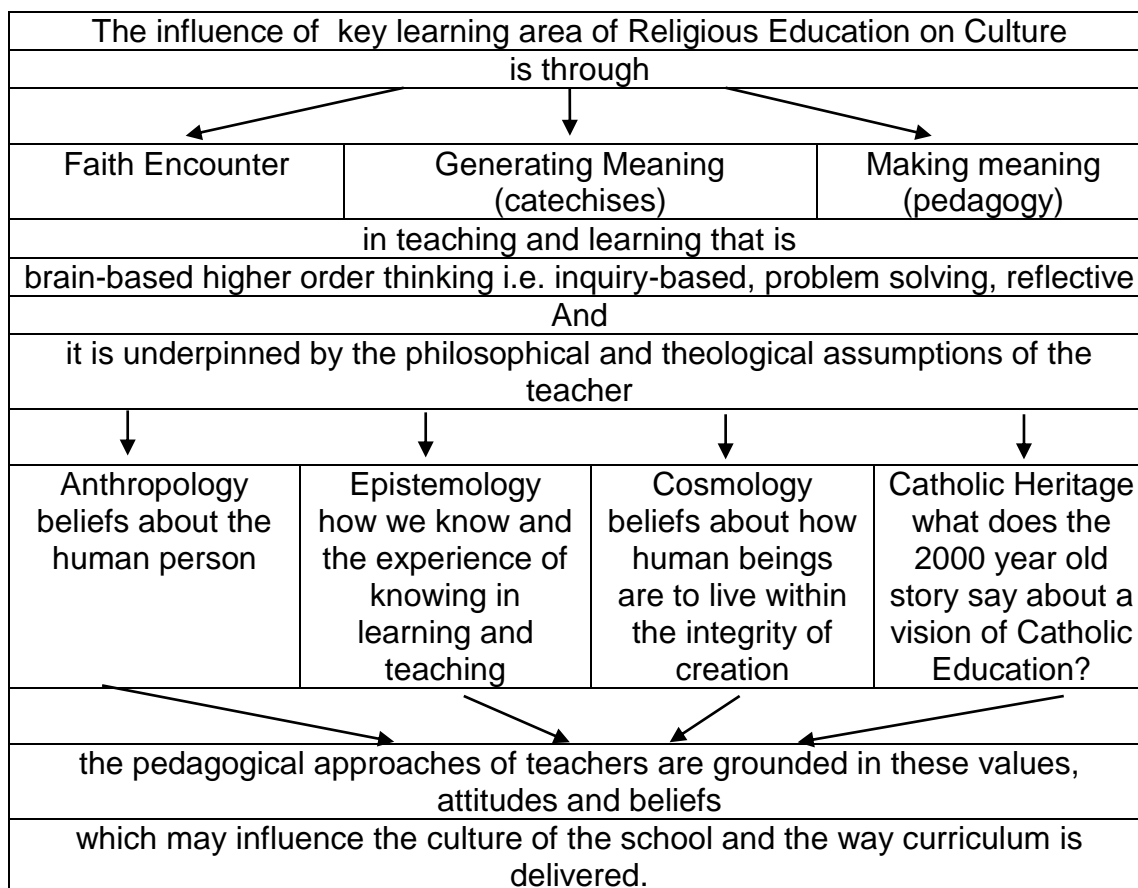 The influence of  key learning area of Religious Education on Culture
is through
Faith Encounter
Generating Meaning
(catechises)
Making meaning
(pedagogy)
in teaching and learning that is
brain-based higher order thinking i.e. inquiry-based, problem solving, reflective
And
it is underpinned by the philosophical and theological assumptions of the
teacher
Anthropology
beliefs about the
human person
Epistemology
how we know and
the experience of
knowing in
learning and
teaching
Cosmology
beliefs about how
human beings
are to live within
the integrity of
creation
Catholic Heritage
what does the
2000 year old
story say about a
vision of Catholic
Education?
the pedagogical approaches of teachers are grounded in these values,
attitudes and beliefs
which may influence the culture of the school and the way curriculum is
delivered.